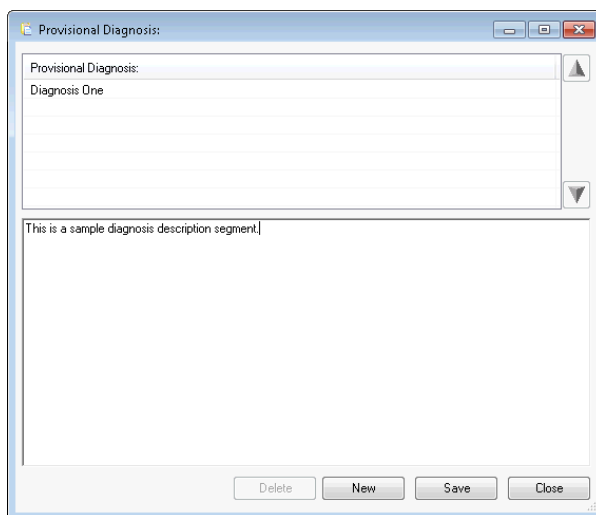 Provisional Diagnosis:
Provisional Diagnosis:
Diagnosis One
This is a sample diagnosis description segment.
Delete New Save Close